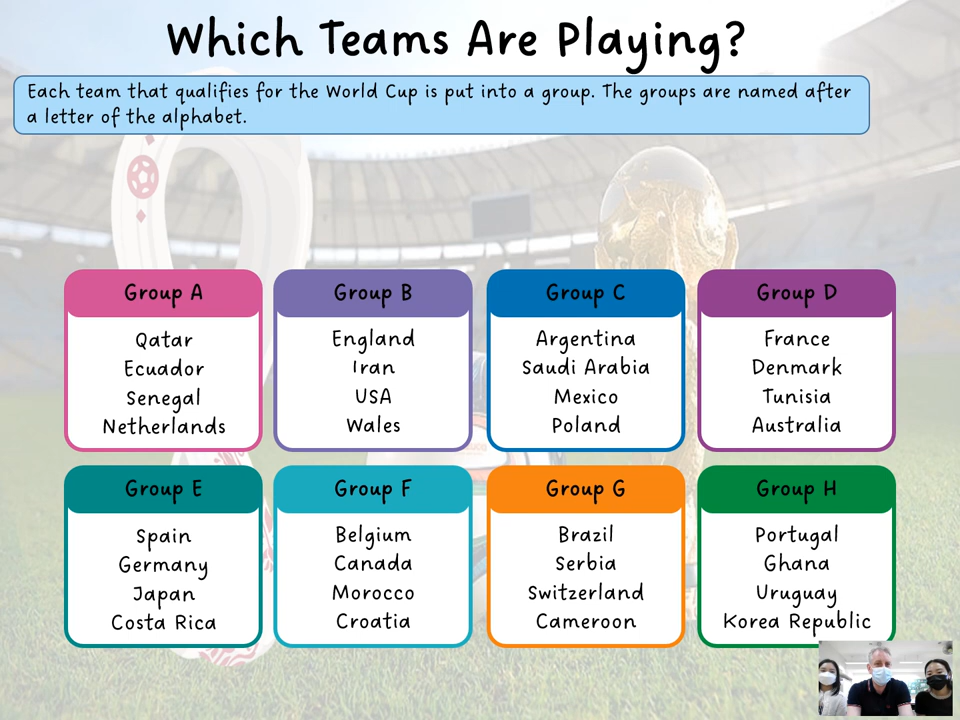 Which Teams Are Playing?
Each team that qualifies for the World Cup is put into a group. The groups are named after
a letter of the alphabet.
Group A
Qatar
Ecuador
Senegal
Netherlands
Group B
England
Iran
USA
Wales
Group C
Argentina
Saudi Arabia
Mexico
Poland
Group D
France
Denmark
Tunisia
Australia
Group E
Spain
Germany
Japan
Costa Rica
Group F
Belgium
Canada
Morocco
Croatia
Group G
Brazil
Serbia
Switzerland
Cameroon
Group H
Portugal
Ghana
Uruguay
Korea Republic